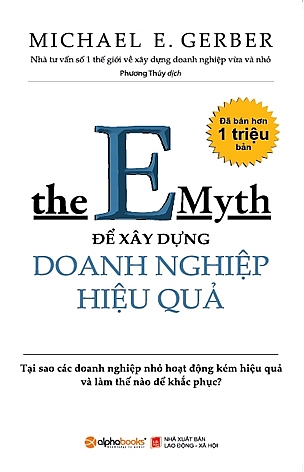 MICHAEL E. GERBER
Nhà tư vấn số 1 thế giới về xây dựng doanh nghiệp vừa và nhỏ
Phương Thúy dịch
Đã bán hơn
1 triệu
bản
the E Myth
ĐỂ XÂY DỰNG
DOANH NGHIỆP
HIỆU QUẢ
Tại sao các doanh nghiệp nhỏ hoạt động kém hiệu quả
và làm thế nào để khắc phục?
alphabooks
knowledge is power
NHÀ XUẤT BẢN
LAO ĐỘNG - XÃ HỘI